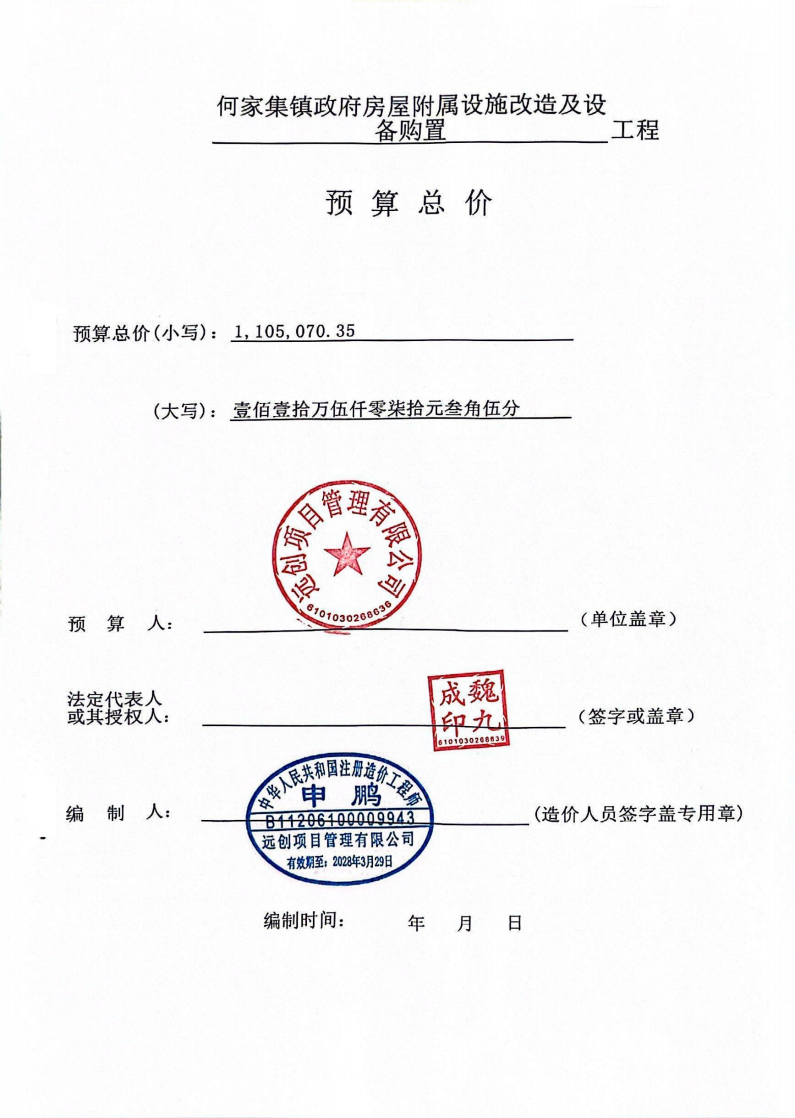 何家集镇政府房屋附属设施改造及设
备购置 工程
预 算 总 价
预算总价(小写)： 1,105,070.35
(大写)： 壹佰壹拾万伍仟零柒拾元叁角伍分
远创项目管理有限公司
6101030268636
预 算 人： （单位盖章）
法定代表人
或其授权人： （签字或盖章）
成魏
印九
6101030268639
中华人民共和国注册造价工程师
申 鹏
B11206100009943
远创项目管理有限公司
有效期至：2028年3月29日
编 制 人： (造价人员签字盖专用章)
编制时间： 年 月 日